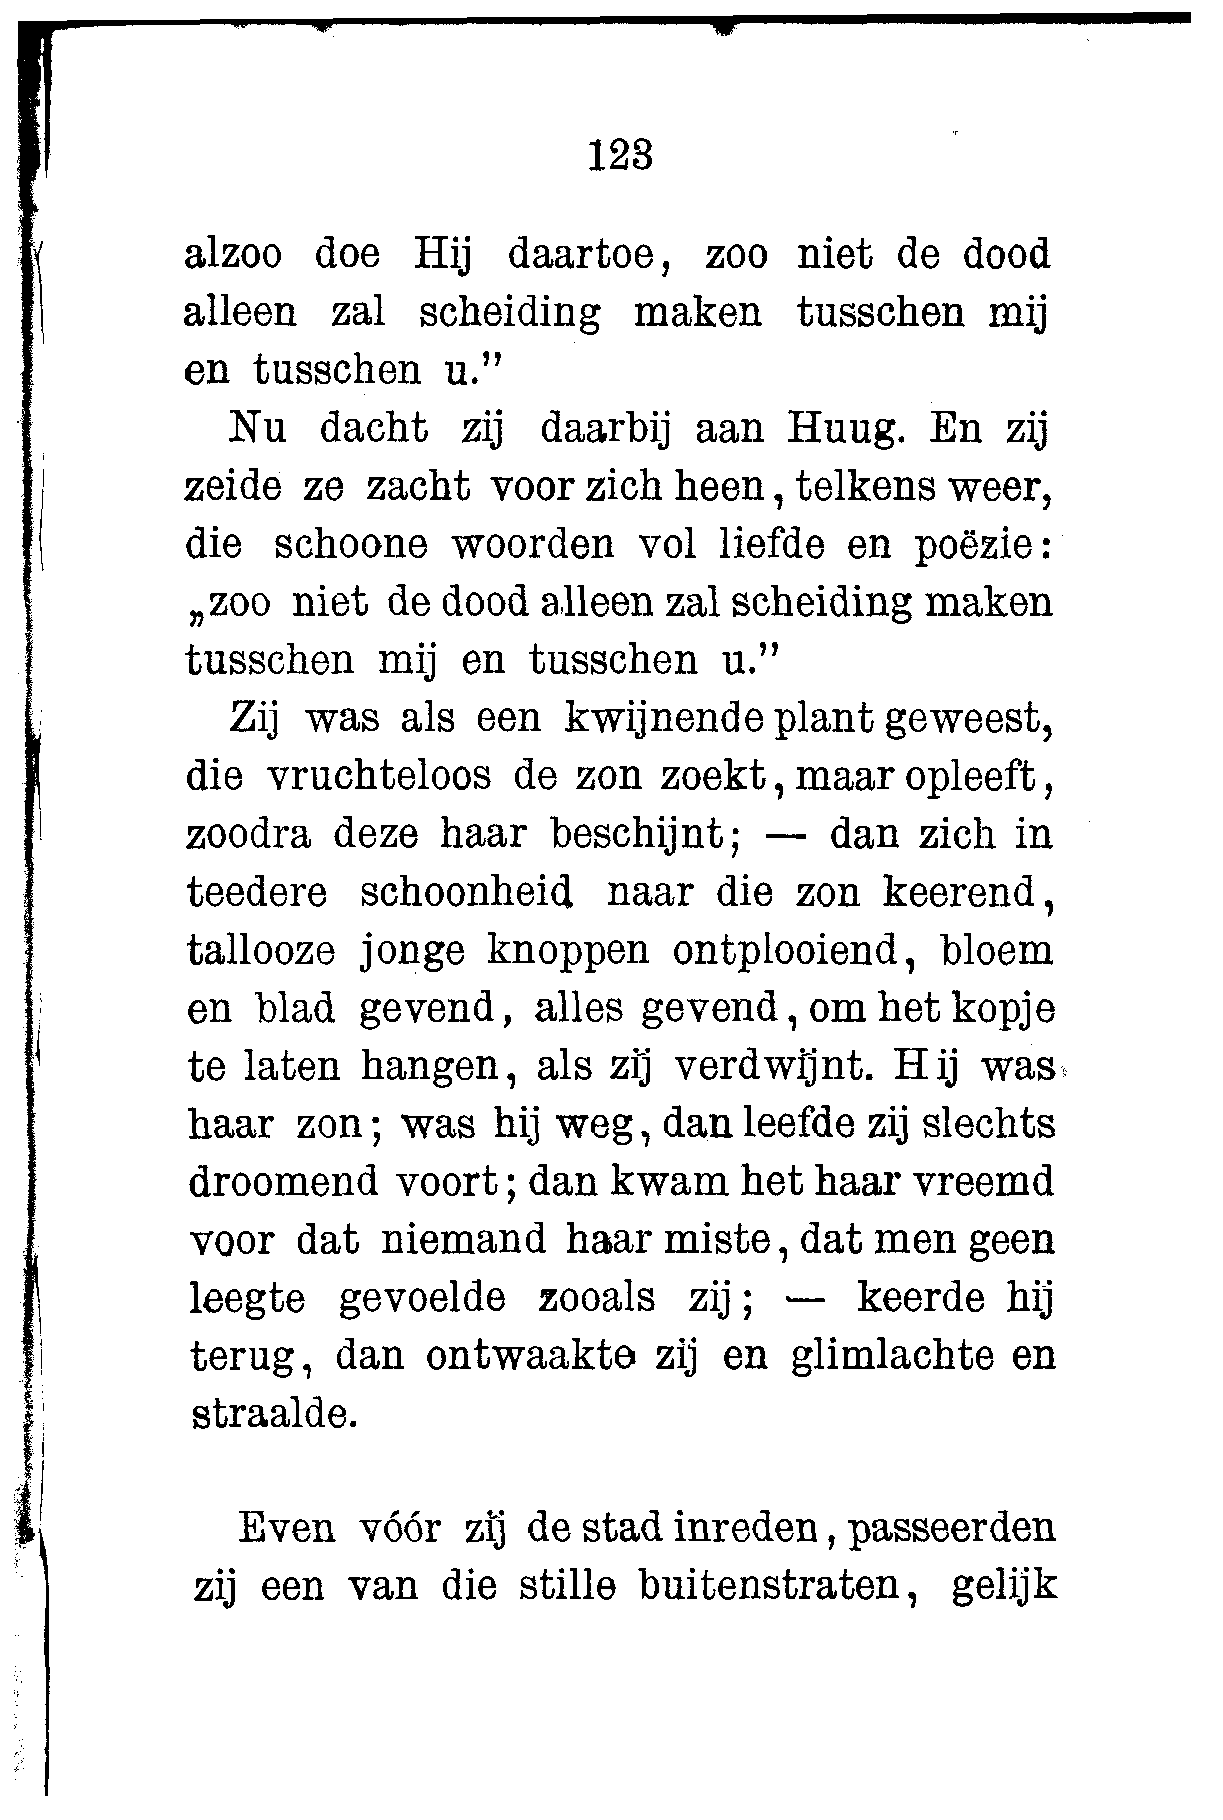 123
alzoo doe Hij daartoe, zoo niet de dood
alleen zal scheiding maken tusschen mij
en tusschen u.”
Nu dacht zij daarbij aan Huug. En zij
zeide ze zacht voor zich heen, telkens weer,
die schoone woorden vol liefde en poëzie:
„zoo niet de dood alleen zal scheiding maken
tusschen mij en tusschen u.”
Zij was als een kwijnende plant geweest,
die vruchteloos de zon zoekt, maar opleeft,
zoodra deze haar beschijnt; — dan zich in
teedere schoonheid naar die zon keerend,
tallooze jonge knoppen ontplooiend, bloem
en blad gevend, alles gevend, om het kopje
te laten hangen, als zij verdwijnt. Hij was
haar zon; was hij weg, dan leefde zij slechts
droomend voort; dan kwam het haar vreemd
voor dat niemand haar miste, dat men geen
leegte gevoelde zooals zij; — keerde hij
terug, dan ontwaakte zij en glimlachte en
straalde.
Even vóór zij de stad inreden, passeerden
zij een van die stille buitenstraten, gelijk